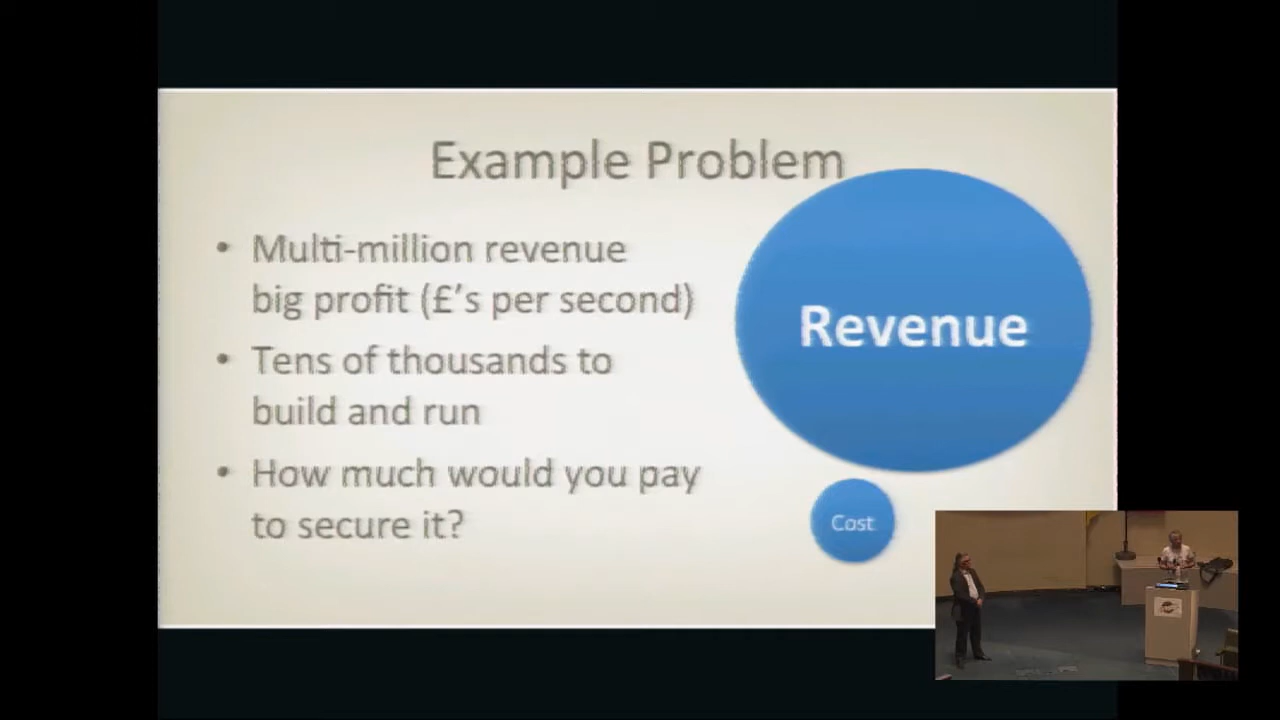 Example Problem
• Multi-million revenue
big profit (£’s per second)
• Tens of thousands to
build and run
• How much would you pay
to secure it?
Revenue
Cost